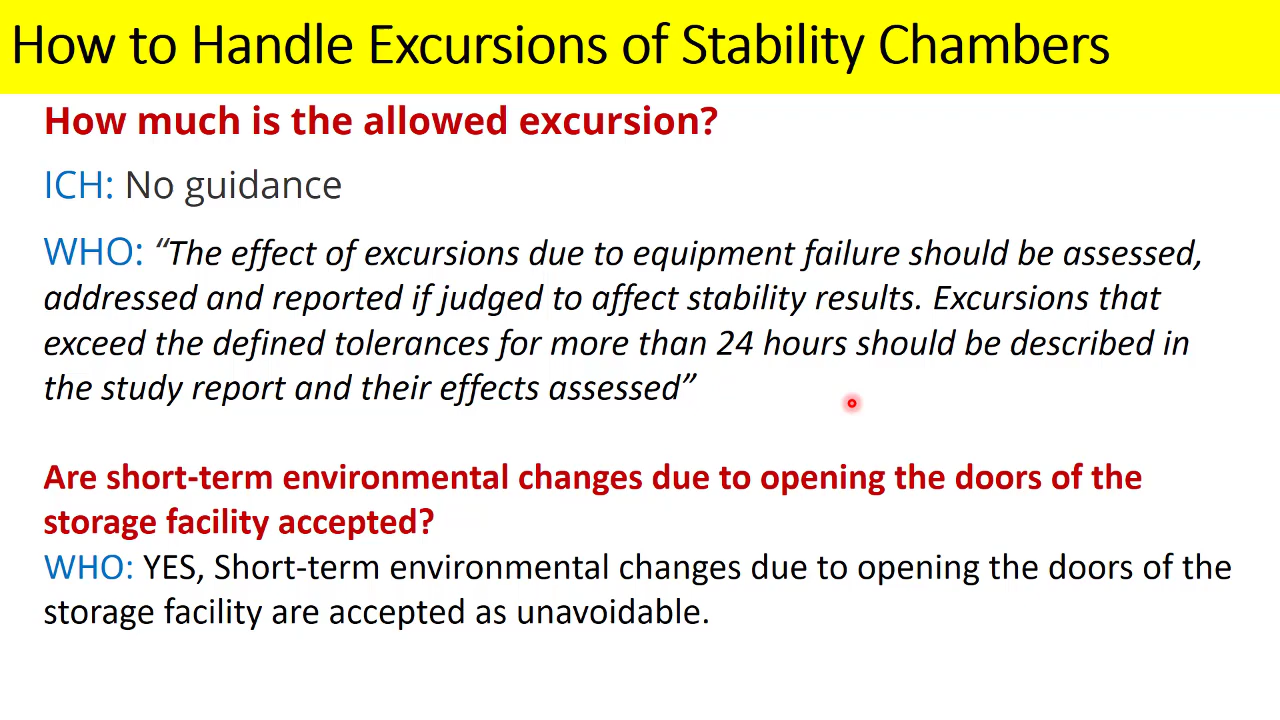 How to Handle Excursions of Stability Chambers
How much is the allowed excursion?
ICH: No guidance
WHO: “The effect of excursions due to equipment failure should be assessed,
addressed and reported if judged to affect stability results. Excursions that
exceed the defined tolerances for more than 24 hours should be described in
the study report and their effects assessed”
Are short-term environmental changes due to opening the doors of the
storage facility accepted?
WHO: YES, Short-term environmental changes due to opening the doors of the
storage facility are accepted as unavoidable.